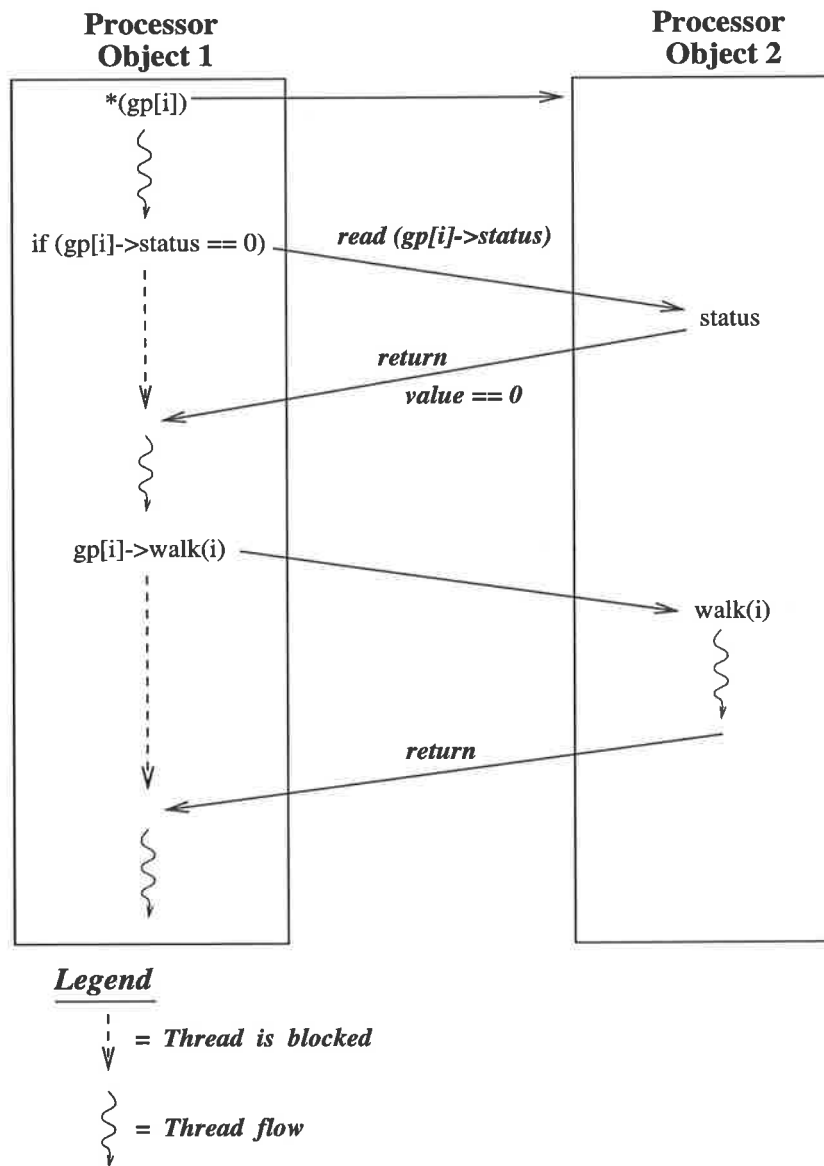 Processor
Object 1
Processor
Object 2
*(gp[i])
if (gp[i]->status == 0)
read (gp[i]->status)
status
return
value == 0
gp[i]->walk(i)
walk(i)
return
Legend
= Thread is blocked
= Thread flow